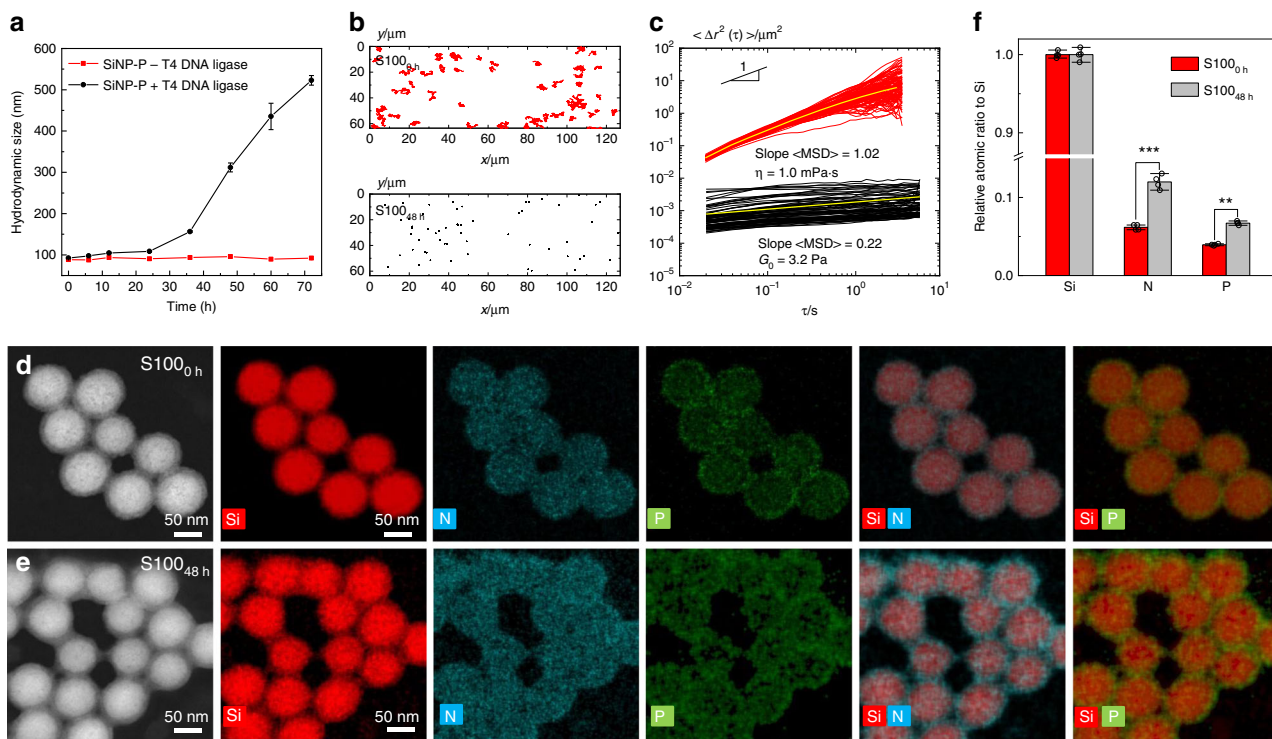 a
Hydrodynamic size (nm)
600
500
400
300
200
100
SiNP-P − T4 DNA ligase
SiNP-P + T4 DNA ligase
0 10 20 30 40 50 60 70
Time (h)
b
y/μm
0
20
40
60
S100 0 h
0 20 40 60 80 100 120
x/μm
y/μm
0
20
40
60
S100 48 h
0 20 40 60 80 100 120
x/μm
c
< Δr² (τ) >/μm²
10²
10¹
10⁰
10⁻¹
10⁻²
10⁻³
10⁻⁴
10⁻⁵
1
Slope <MSD> = 1.02
η = 1.0 mPa·s
Slope <MSD> = 0.22
G₀ = 3.2 Pa
10⁻² 10⁻¹ 10⁰ 10¹
τ/s
f
Relative atomic ratio to Si
1.0
0.9
0.1
0.0
S100 0 h
S100 48 h
***
**
Si N P
d
S100 0 h
50 nm
Si
50 nm
N
P
Si N
Si P
e
S100 48 h
50 nm
Si
50 nm
N
P
Si N
Si P